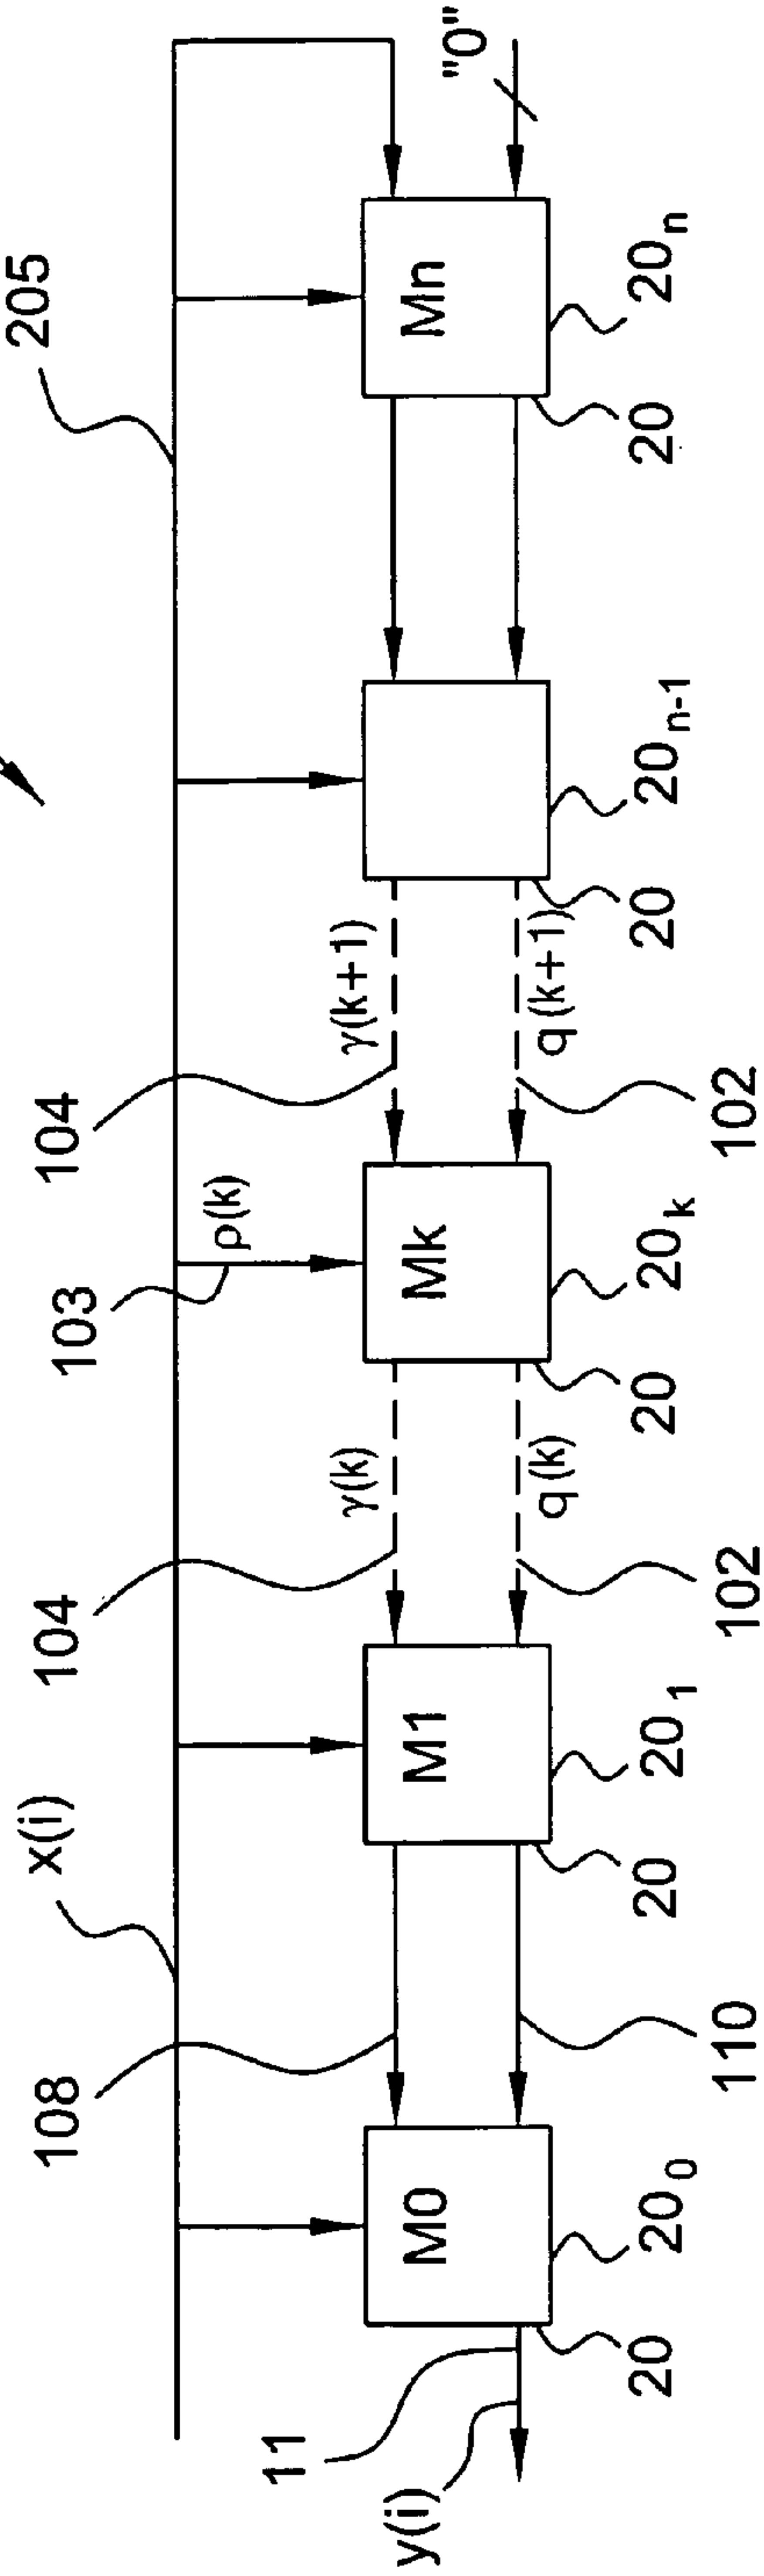 205
x(i)
"0"
108
104
103
ρ(k)
104
γ(k)
γ(k+1)
q(k)
q(k+1)
M0
M1
Mk
Mn
11
y(i)
110
102
102
20
20₀
20
20₁
20
20ₖ
20
20ₙ₋₁
20
20ₙ